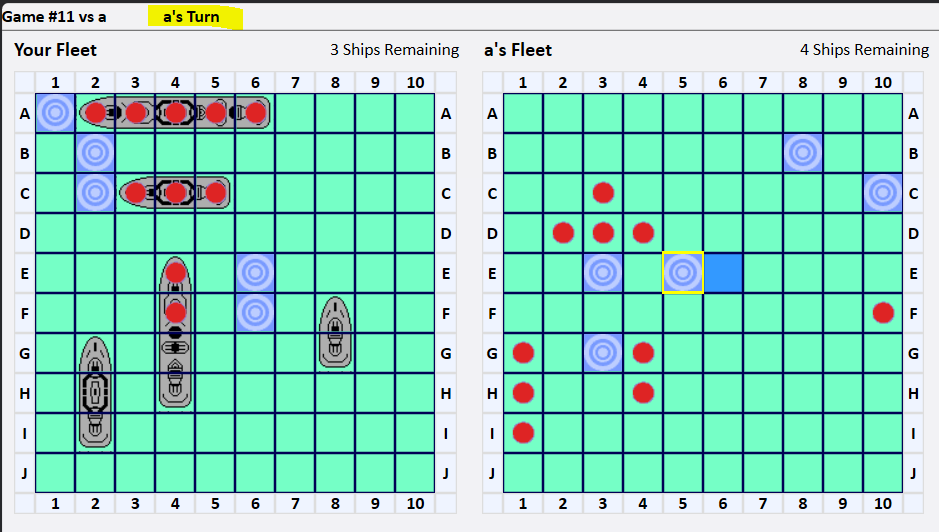 Game #11 vs a a's Turn
Your Fleet 3 Ships Remaining a's Fleet 4 Ships Remaining
1 2 3 4 5 6 7 8 9 10 1 2 3 4 5 6 7 8 9 10
A A A A
B B B B
C C C C
D D D D
E E E E
F F F F
G G G G
H H H H
I I I I
J J J J
1 2 3 4 5 6 7 8 9 10 1 2 3 4 5 6 7 8 9 10